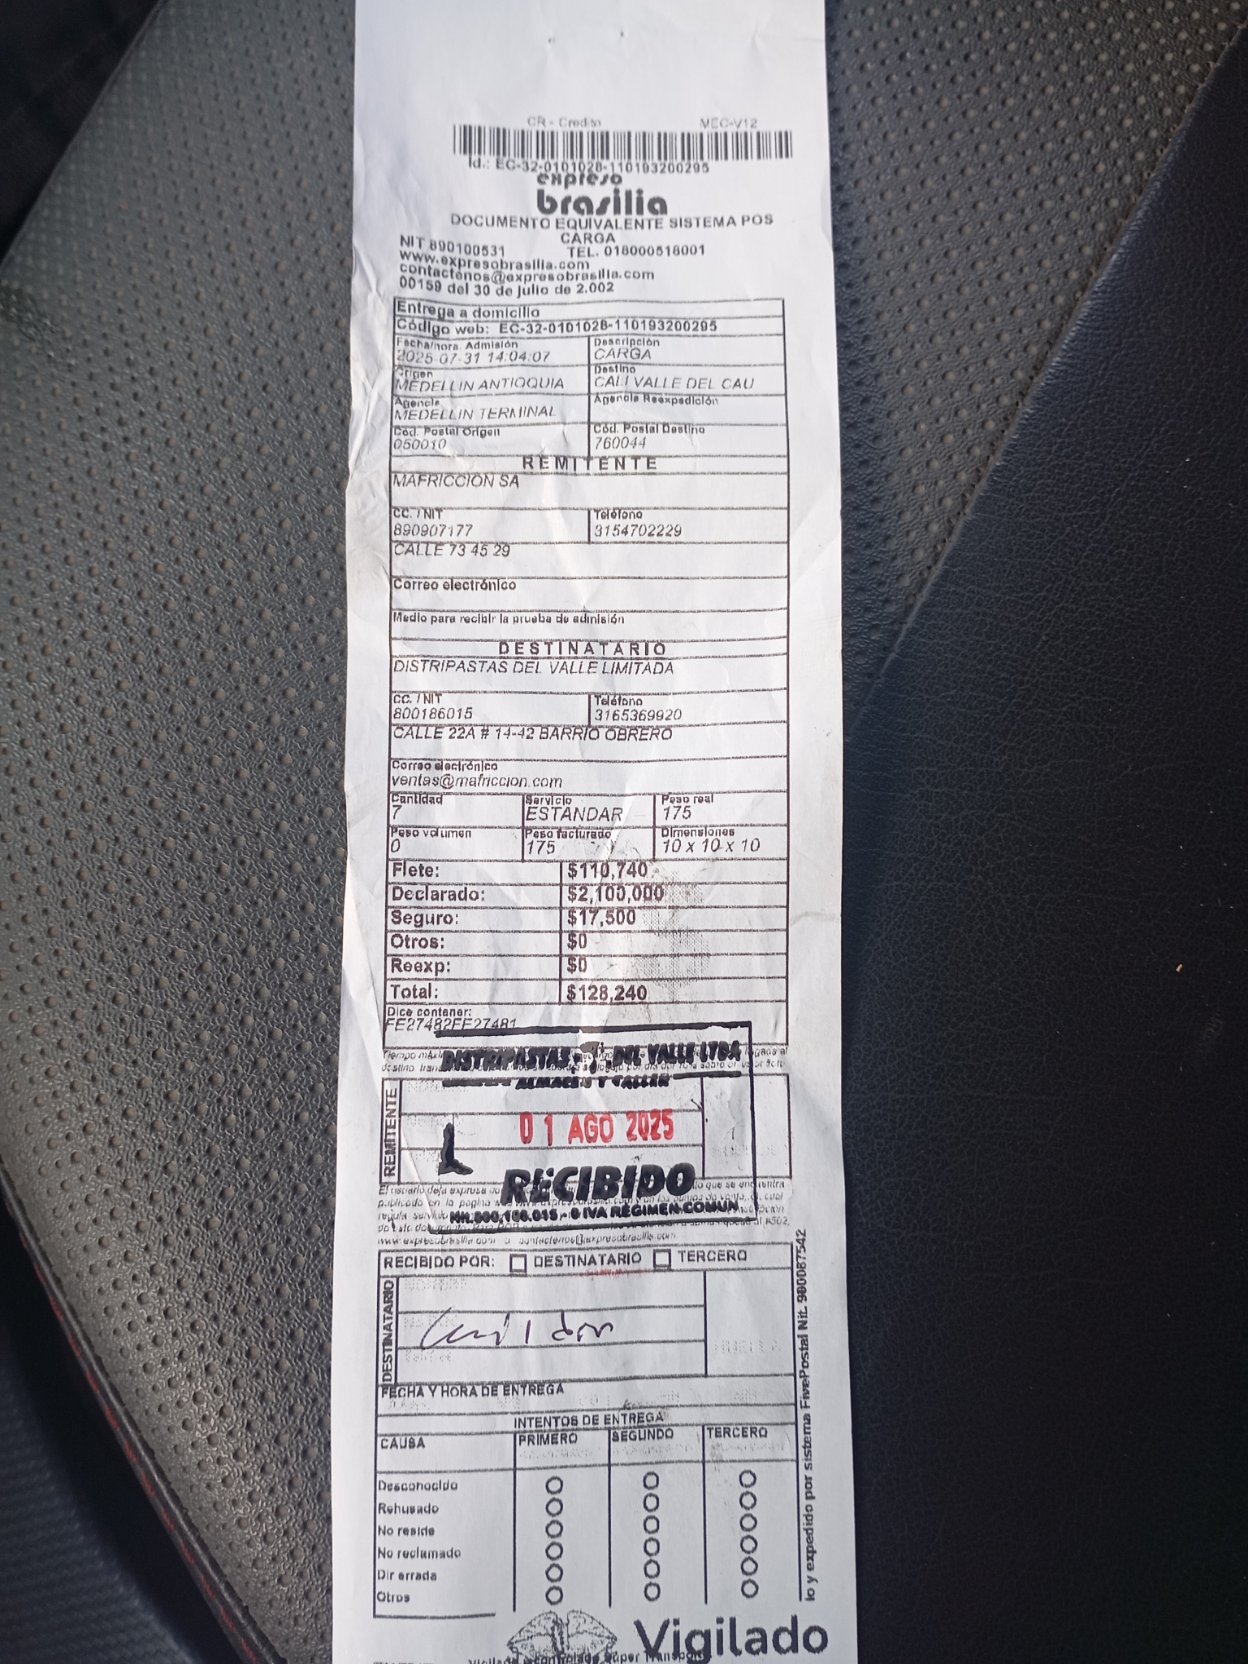 CR - Credito MEC-V12
Id.: EC-32-0101028-110193200295
expreso
brasilia
DOCUMENTO EQUIVALENTE SISTEMA POS
CARGA
NIT 890100531 TEL. 018000518001
www.expresobrasilia.com
contactenos@expresobrasilia.com
00159 del 30 de julio de 2.002
Entrega a domicilio
Código web: EC-32-0101028-110193200295
Fecha/hora Admisión Descripción
2025-07-31 14:04:07 CARGA
Origen Destino
MEDELLIN ANTIOQUIA CALI VALLE DEL CAU
Agencia Agencia Reexpedición
MEDELLIN TERMINAL
Cód. Postal Origen Cód. Postal Destino
050010 760044
REMITENTE
MAFRICCION SA
CC. / NIT Teléfono
890907177 3154702229
CALLE 73 45 29
Correo electrónico
Medio para recibir la prueba de admisión
DESTINATARIO
DISTRIPASTAS DEL VALLE LIMITADA
CC. / NIT Teléfono
800186015 3165369920
CALLE 22A # 14-42 BARRIO OBRERO
Correo electrónico
ventas@mafriccion.com
Cantidad Servicio Peso real
7 ESTANDAR 175
Peso volumen Peso facturado Dimensiones
0 175 10 x 10 x 10
Flete: $110,740
Declarado: $2,100,000
Seguro: $17,500
Otros: $0
Reexp: $0
Total: $128,240
Dice contener:
FE27482FE27481
DISTRIPASTAS DEL VALLE LTDA
ALMACEN Y TALLER
REMITENTE
01 AGO 2025
RECIBIDO
IVA REGIMEN COMUN
RECIBIDO POR: DESTINATARIO TERCERO
DESTINATARIO
FECHA Y HORA DE ENTREGA
INTENTOS DE ENTREGA
CAUSA PRIMERO SEGUNDO TERCERO
Desconocido
Rehusado
No reside
No reclamado
Dir errada
Otros
lo y expedido por sistema FivePostal Nit. 900087542
Vigilado